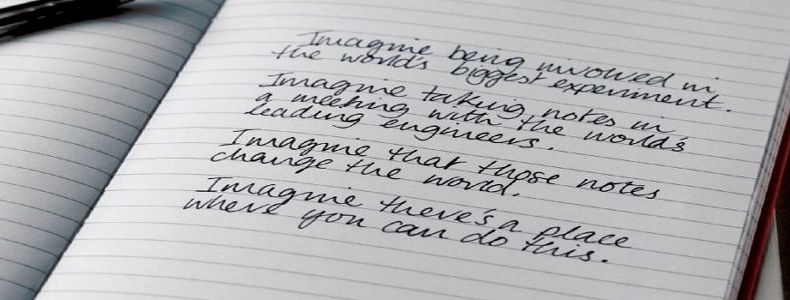 Imagine being involved in
the world's biggest experiment.
Imagine taking notes in
a meeting with the world's
leading engineers.
Imagine that those notes
change the world.
Imagine there's a place
where you can do this.